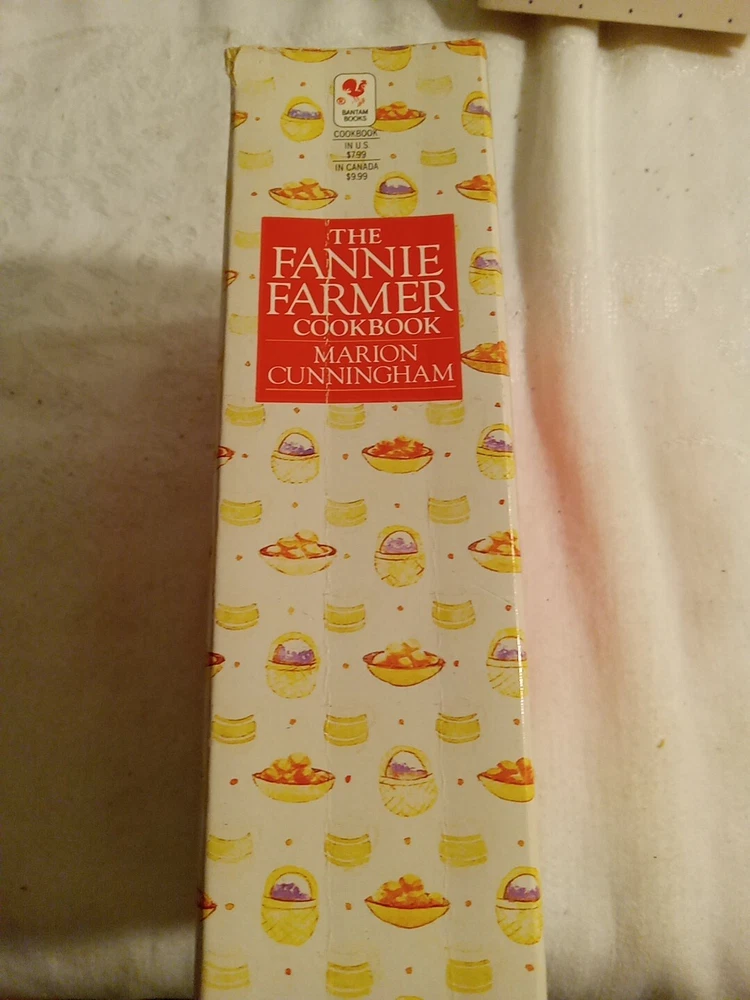 ®
BANTAM
BOOKS
COOKBOOK
IN U.S.
$7.99
IN CANADA
$9.99
THE
FANNIE
FARMER
COOKBOOK
MARION
CUNNINGHAM